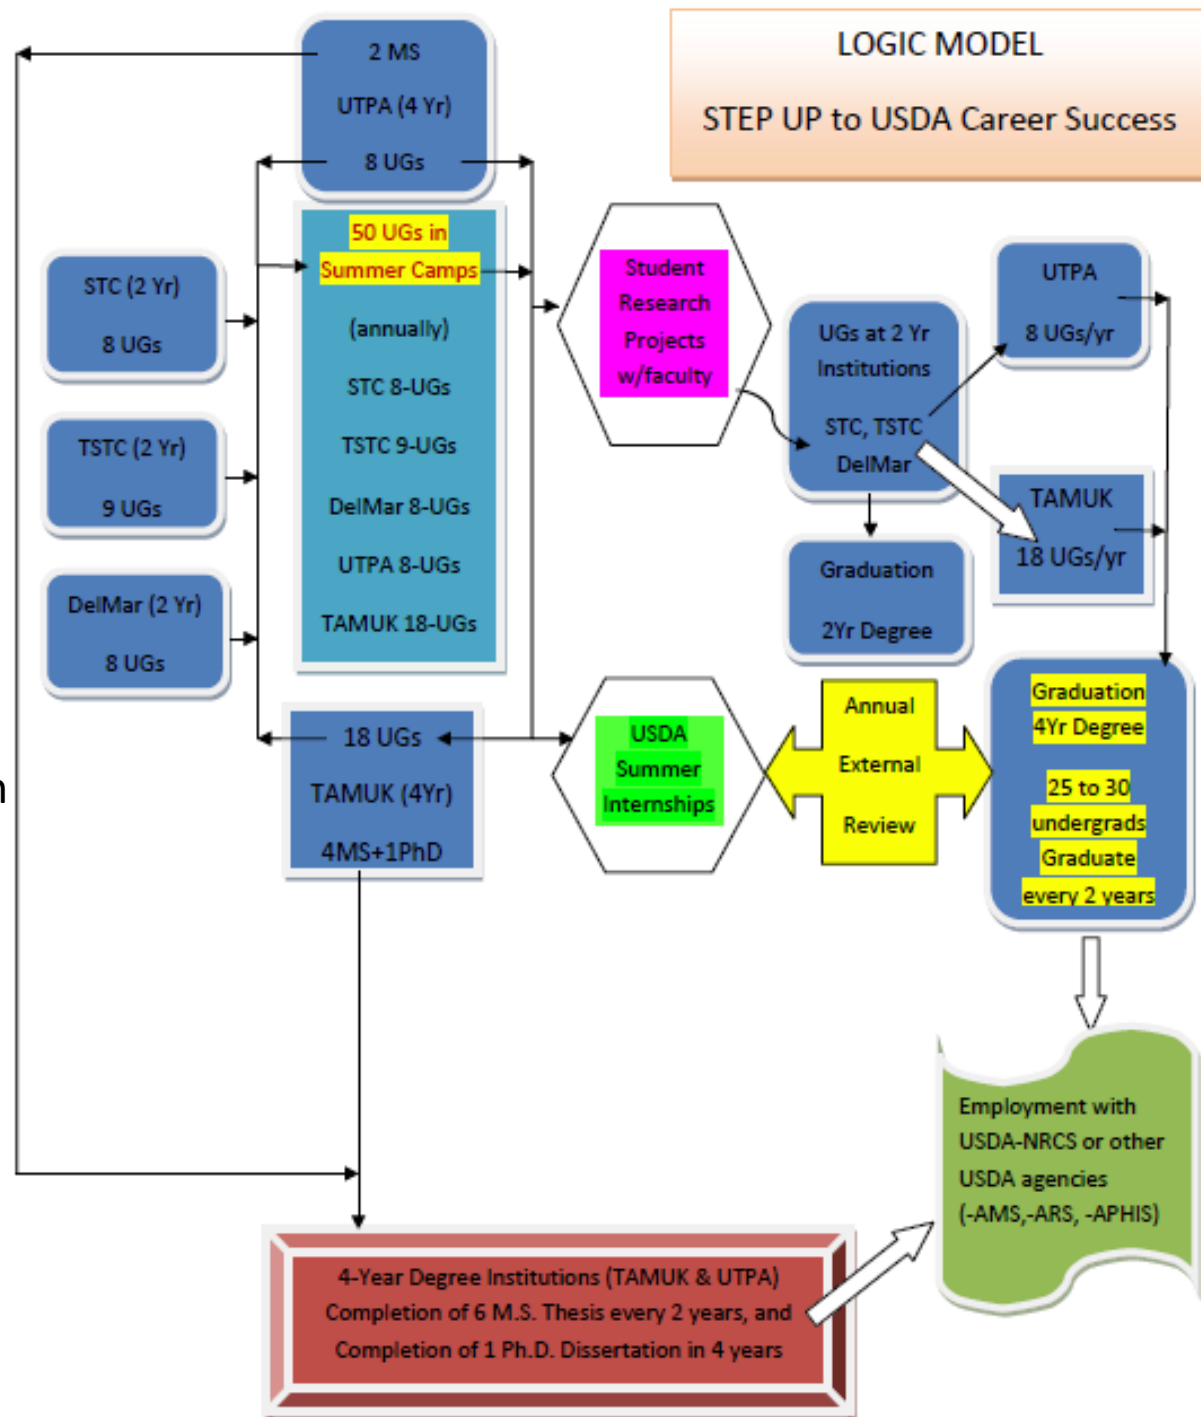 LOGIC MODEL
STEP UP to USDA Career Success
2 MS
UTPA (4 Yr)
8 UGs
50 UGs in
Summer Camps
(annually)
STC 8-UGs
TSTC 9-UGs
DelMar 8-UGs
UTPA 8-UGs
TAMUK 18-UGs
STC (2 Yr)
8 UGs
TSTC (2 Yr)
9 UGs
DelMar (2 Yr)
8 UGs
18 UGs
TAMUK (4Yr)
4MS+1PhD
n
Student
Research
Projects
w/faculty
USDA
Summer
Internships
UGs at 2 Yr
Institutions
STC, TSTC
DelMar
Graduation
2Yr Degree
UTPA
8 UGs/yr
TAMUK
18 UGs/yr
Annual
External
Review
Graduation
4Yr Degree
25 to 30
undergrads
Graduate
every 2 years
Employment with
USDA-NRCS or other
USDA agencies
(-AMS,-ARS, -APHIS)
4-Year Degree Institutions (TAMUK & UTPA)
Completion of 6 M.S. Thesis every 2 years, and
Completion of 1 Ph.D. Dissertation in 4 years